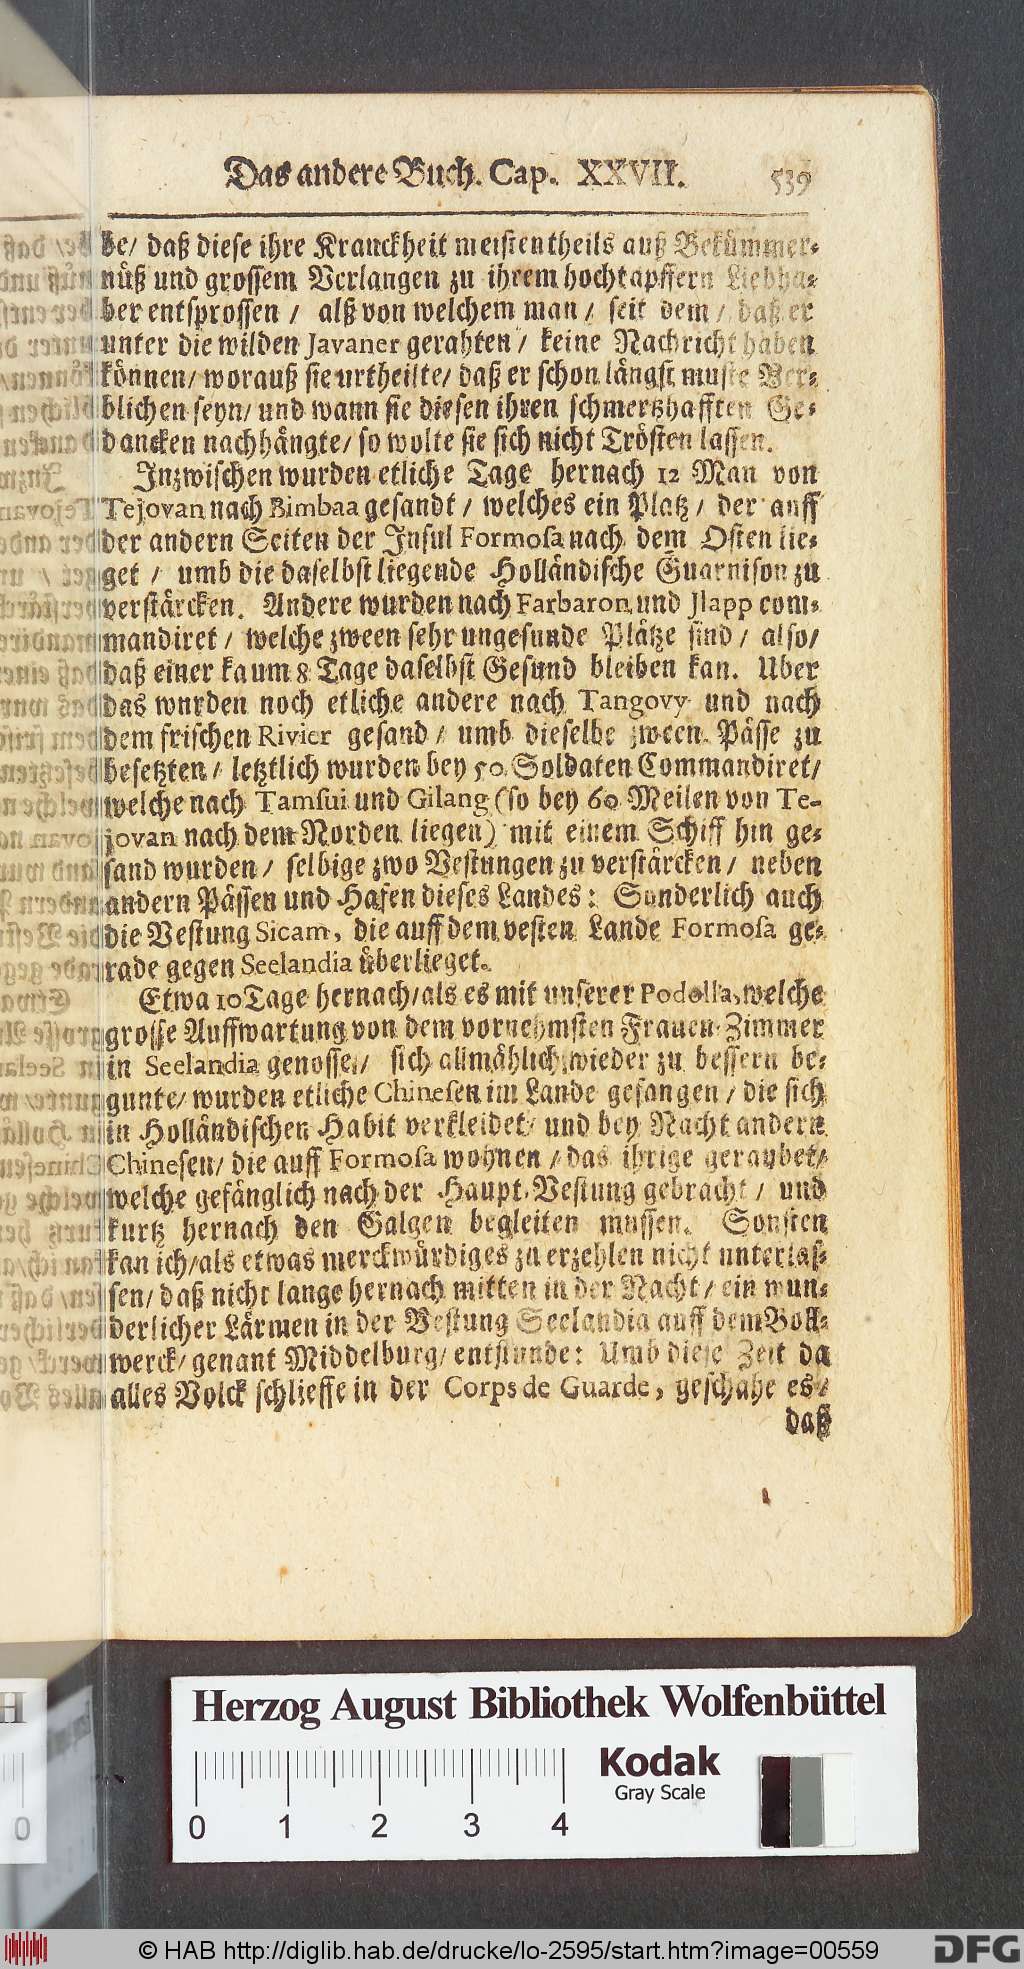 Das andere Buch. Cap. XXVII. 539
be/ daß diese ihre Kranckheit meistentheils auß Bekümmer-
nüß und grossem Verlangen zu ihrem hochtapffern Liebha-
ber entsprossen / alß von welchem man / seit dem / daß er
unter die wilden Javaner gerahten / keine Nachricht haben
können/ worauß sie urtheilte/ daß er schon längst muste Ver-
blichen seyn/ und wann sie diesen ihren schmertzhafften Ge-
dancken nachhängte/ so wolte sie sich nicht Trösten lassen.
Inzwischen wurden etliche Tage hernach 12 Man von
Tejovan nach Bimbaa gesandt / welches ein Platz / der auff
der andern Seiten der Insul Formosa nach dem Osten lie-
get / umb die daselbst liegende Holländische Guarnison zu
verstärcken. Andere wurden nach Farbaron und Jlapp com-
mandiret / welche zween sehr ungesunde Plätze sind / also/
daß einer kaum 8 Tage daselbst Gesund bleiben kan. Uber
das wurden noch etliche andere nach Tangovy und nach
dem frischen Rivier gesand / umb dieselbe zween Pässe zu
besetzten / letztlich wurden bey 50 Soldaten Commandiret/
welche nach Tamsui und Gilang (so bey 60 Meilen von Te-
jovan nach dem Norden liegen) mit einem Schiff hin ge-
sand wurden / selbige zwo Vestungen zu verstärcken / neben
andern Pässen und Hafen dieses Landes: Sonderlich auch
die Vestung Sicam, die auff dem vesten Lande Formosa ge-
rade gegen Seelandia überlieget.
Etwa 10 Tage hernach/ als es mit unserer Podolla, welche
grosse Auffwartung von dem vornehmsten Frauen-Zimmer
in Seelandia genosse/ sich allmählich wieder zu bessern be-
gunte/ wurden etliche Chinesen im Lande gefangen / die sich
in Holländischen Habit verkleidet/ und bey Nacht andern
Chinesen/ die auff Formosa wohnen / das ihrige geraubet/
welche gefänglich nach der Haupt-Vestung gebracht / und
kurtz hernach den Galgen begleiten mussen. Sonsten
kan ich/ als etwas merckwürdiges zu erzehlen nicht unterlas-
sen/ daß nicht lange hernach mitten in der Nacht / ein wun-
derlicher Lärmen in der Vestung Seelandia auff dem Boll-
werck/ genant Middelburg/ entstunde: Umb diese Zeit da
alles Volck schlieffe in der Corps de Guarde, geschahe es/
daß
Herzog August Bibliothek Wolfenbüttel
Kodak
Gray Scale
0 1 2 3 4
© HAB http://diglib.hab.de/drucke/lo-2595/start.htm?image=00559
DFG